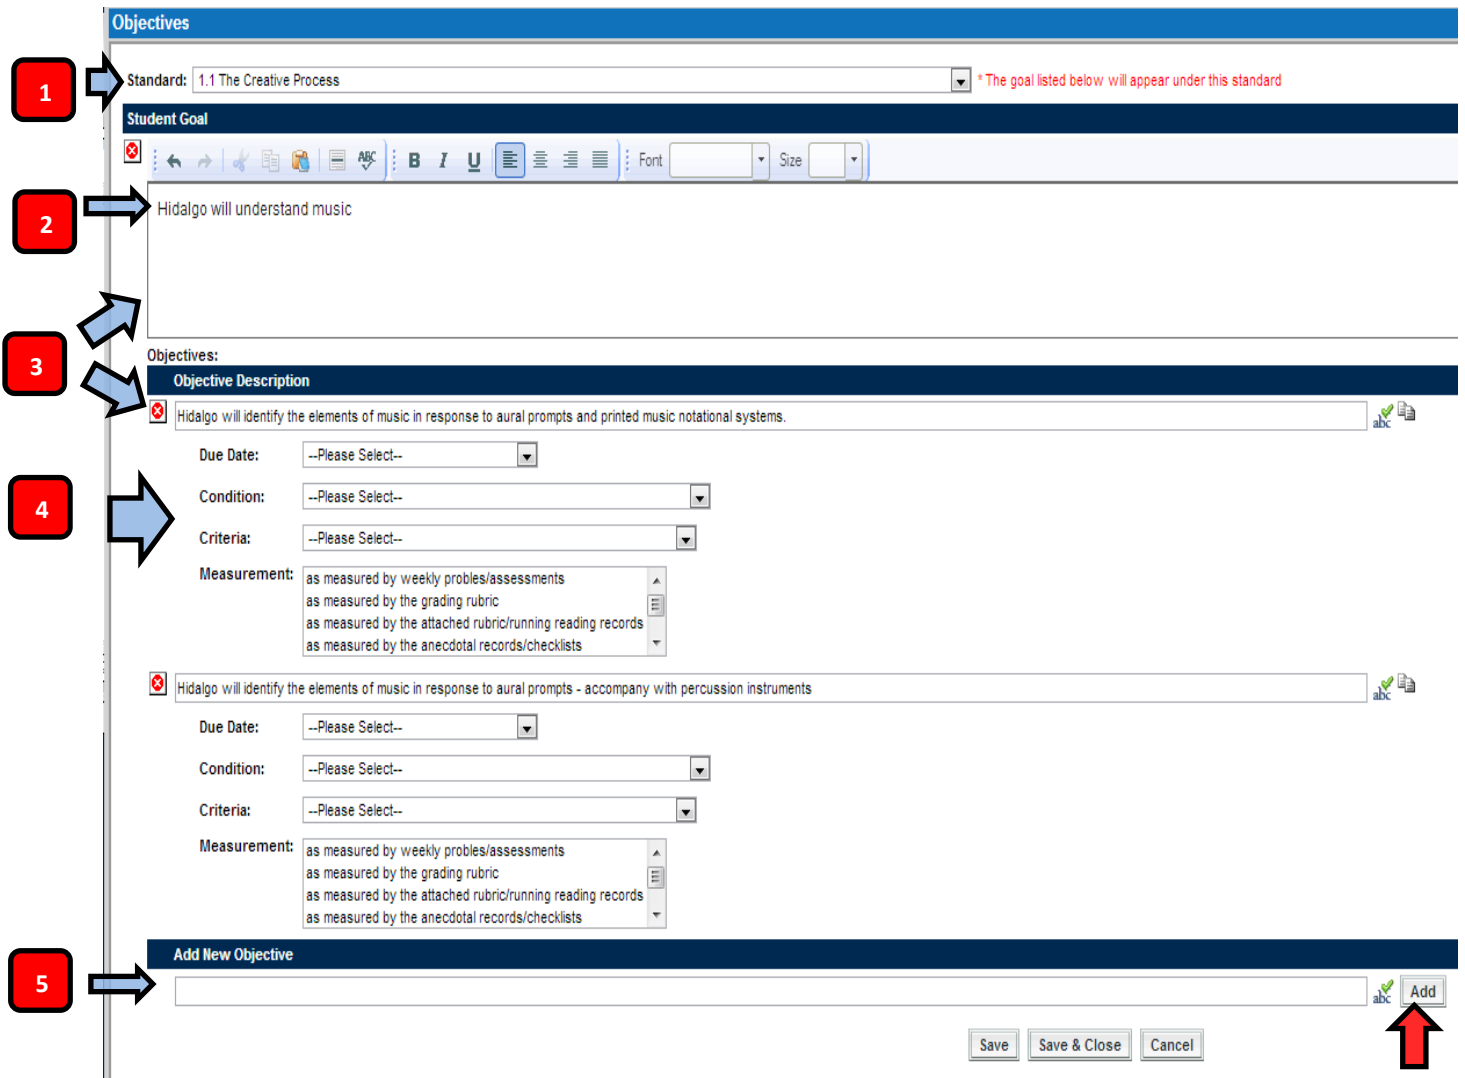 Objectives
1
Standard: 1.1 The Creative Process * The goal listed below will appear under this standard
Student Goal
ABC B I U Font Size
2
Hidalgo will understand music
3
Objectives:
Objective Description
Hidalgo will identify the elements of music in response to aural prompts and printed music notational systems. abc
Due Date: --Please Select--
4
Condition: --Please Select--
Criteria: --Please Select--
Measurement: as measured by weekly probles/assessments
as measured by the grading rubric
as measured by the attached rubric/running reading records
as measured by the anecdotal records/checklists
Hidalgo will identify the elements of music in response to aural prompts - accompany with percussion instruments abc
Due Date: --Please Select--
Condition: --Please Select--
Criteria: --Please Select--
Measurement: as measured by weekly probles/assessments
as measured by the grading rubric
as measured by the attached rubric/running reading records
as measured by the anecdotal records/checklists
Add New Objective
5
abc Add
Save Save & Close Cancel